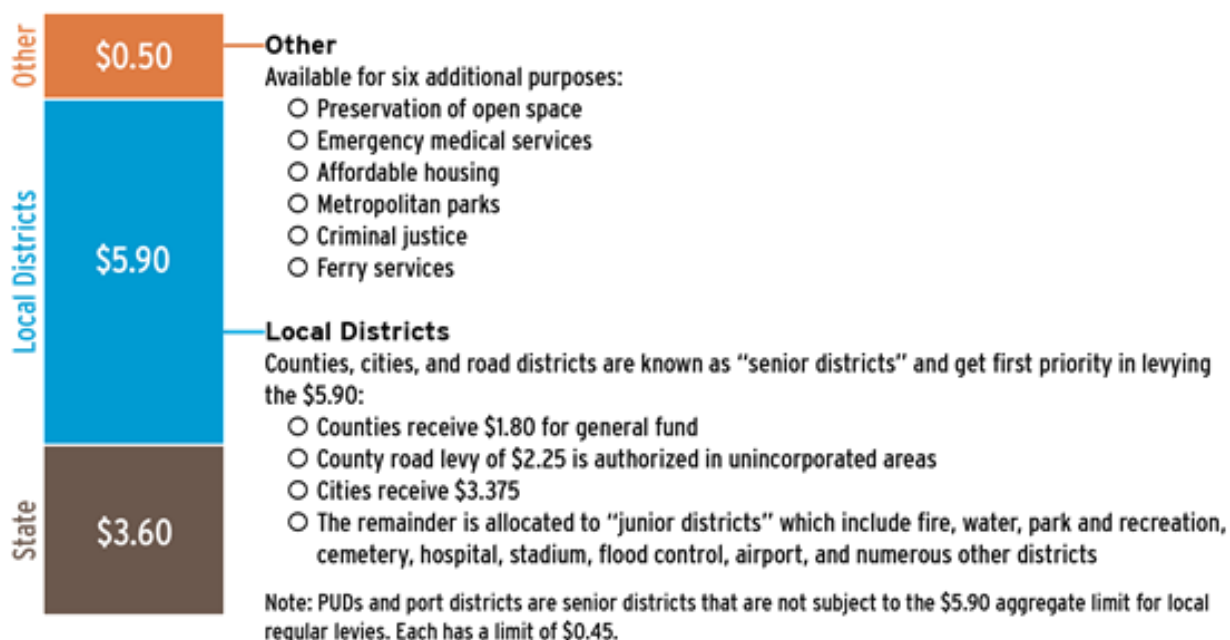 Other
$0.50
Other
Available for six additional purposes:
Preservation of open space
Emergency medical services
Affordable housing
Metropolitan parks
Criminal justice
Ferry services
Local Districts
$5.90
Local Districts
Counties, cities, and road districts are known as “senior districts” and get first priority in levying
the $5.90:
Counties receive $1.80 for general fund
County road levy of $2.25 is authorized in unincorporated areas
Cities receive $3.375
The remainder is allocated to “junior districts” which include fire, water, park and recreation,
cemetery, hospital, stadium, flood control, airport, and numerous other districts
State
$3.60
Note: PUDs and port districts are senior districts that are not subject to the $5.90 aggregate limit for local
regular levies. Each has a limit of $0.45.